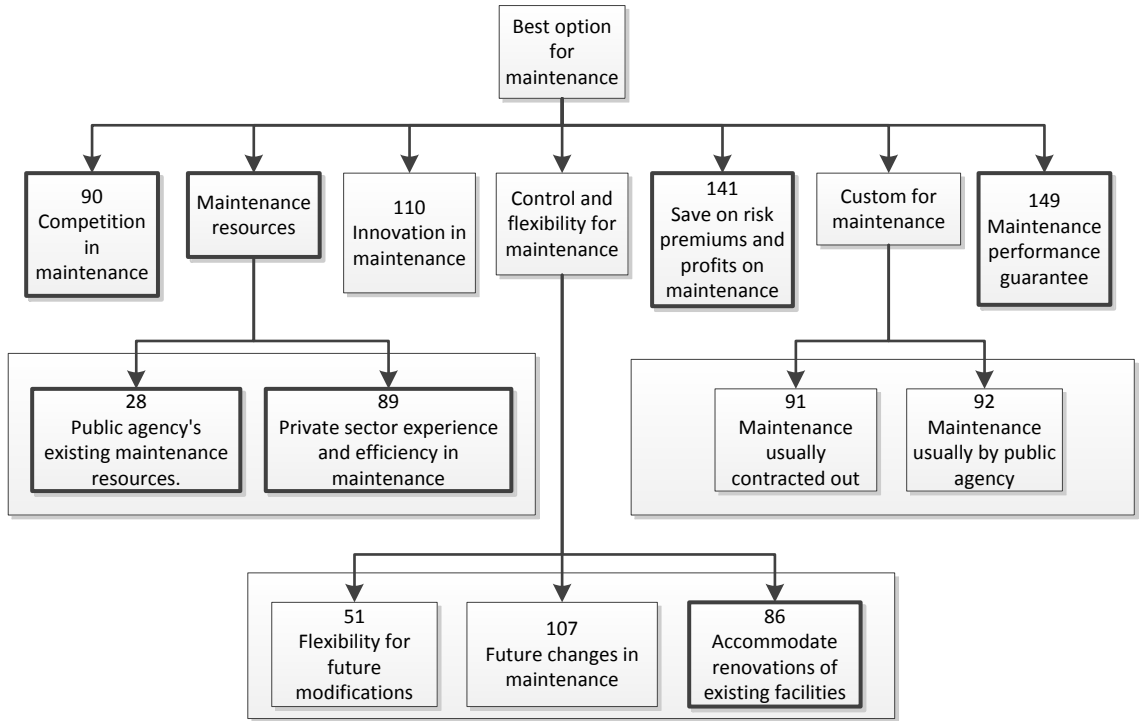 Best option
for
maintenance
90
Competition
in
maintenance
Maintenance
resources
110
Innovation in
maintenance
Control and
flexibility for
maintenance
141
Save on risk
premiums and
profits on
maintenance
Custom for
maintenance
149
Maintenance
performance
guarantee
28
Public agency's
existing maintenance
resources.
89
Private sector experience
and efficiency in
maintenance
91
Maintenance
usually
contracted out
92
Maintenance
usually by public
agency
51
Flexibility for
future
modifications
107
Future changes in
maintenance
86
Accommodate
renovations of
existing facilities